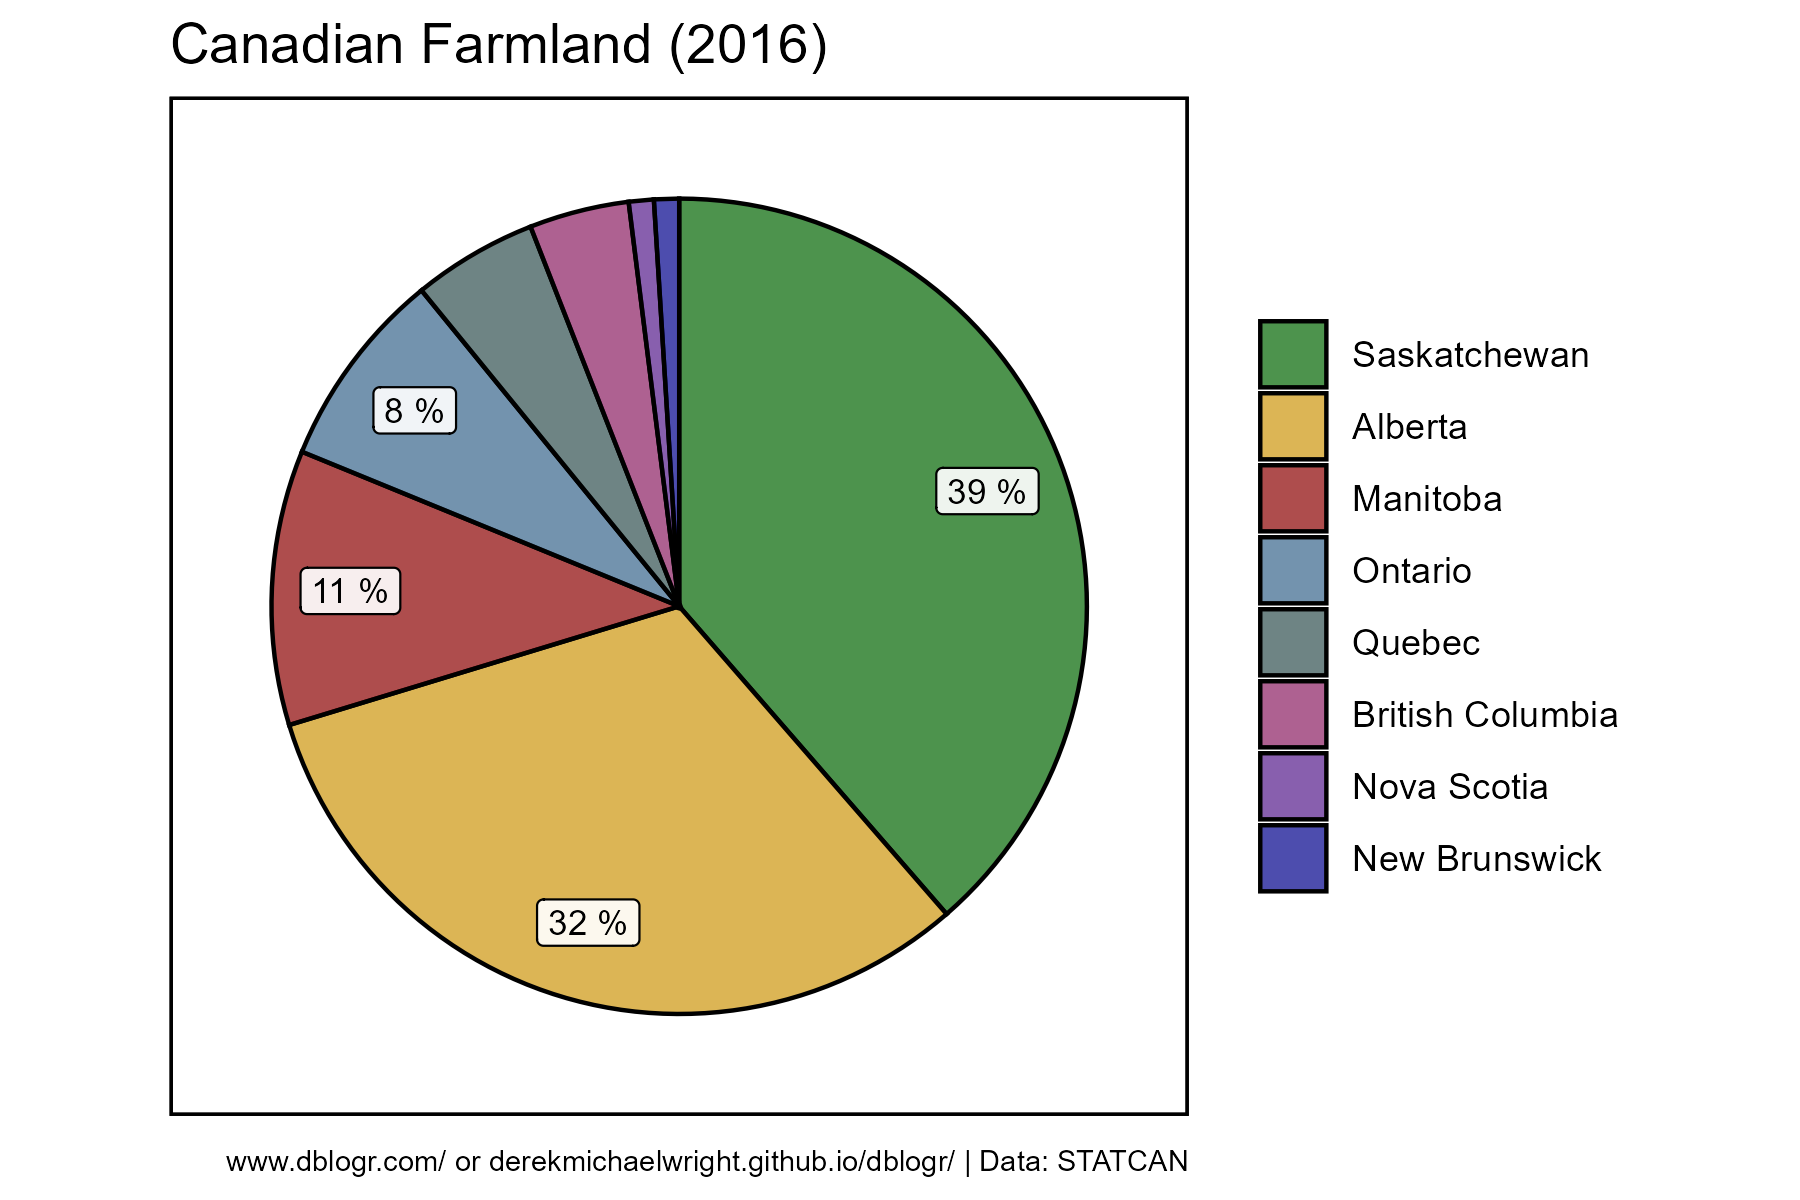 Canadian Farmland (2016)
8 %
39 %
11 %
32 %
Saskatchewan
Alberta
Manitoba
Ontario
Quebec
British Columbia
Nova Scotia
New Brunswick
www.dblogr.com/ or derekmichaelwright.github.io/dblogr/ | Data: STATCAN